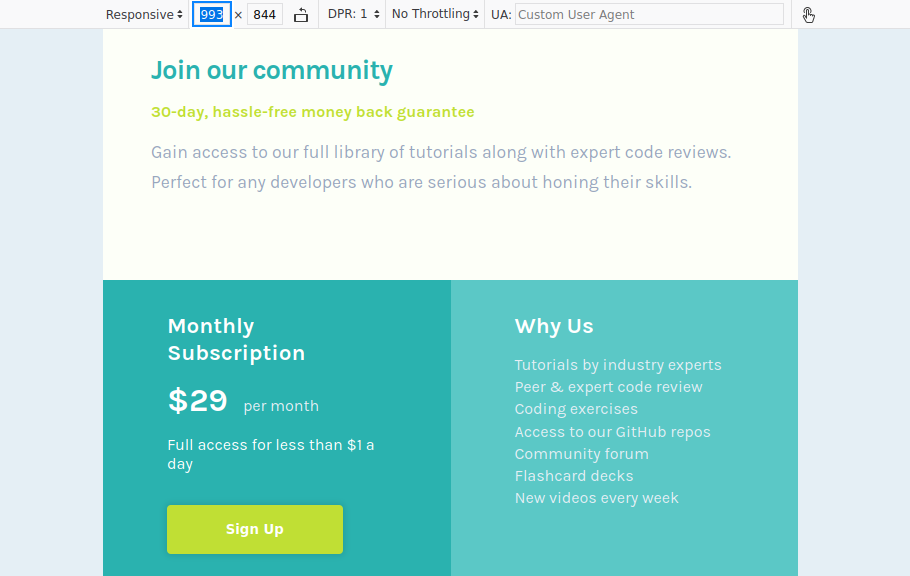 Responsive 993 × 844 DPR: 1 No Throttling UA: Custom User Agent
Join our community
30-day, hassle-free money back guarantee
Gain access to our full library of tutorials along with expert code reviews.
Perfect for any developers who are serious about honing their skills.
Monthly
Subscription
$29 per month
Full access for less than $1 a
day
Sign Up
Why Us
Tutorials by industry experts
Peer & expert code review
Coding exercises
Access to our GitHub repos
Community forum
Flashcard decks
New videos every week